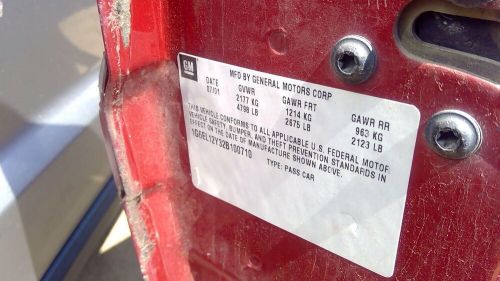 GM
MFD BY GENERAL MOTORS CORP
DATE GVWR GAWR FRT GAWR RR
07/01 2177 KG 1214 KG 963 KG
4798 LB 2675 LB 2123 LB
THIS VEHICLE CONFORMS TO ALL APPLICABLE U.S. FEDERAL MOTOR
VEHICLE SAFETY, BUMPER, AND THEFT PREVENTION STANDARDS IN
EFFECT ON THE DATE OF MANUFACTURE SHOWN ABOVE.
1G6EL12Y32B100710
TYPE: PASS CAR